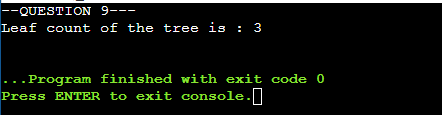 --QUESTION 9---
Leaf count of the tree is : 3
...Program finished with exit code 0
Press ENTER to exit console.